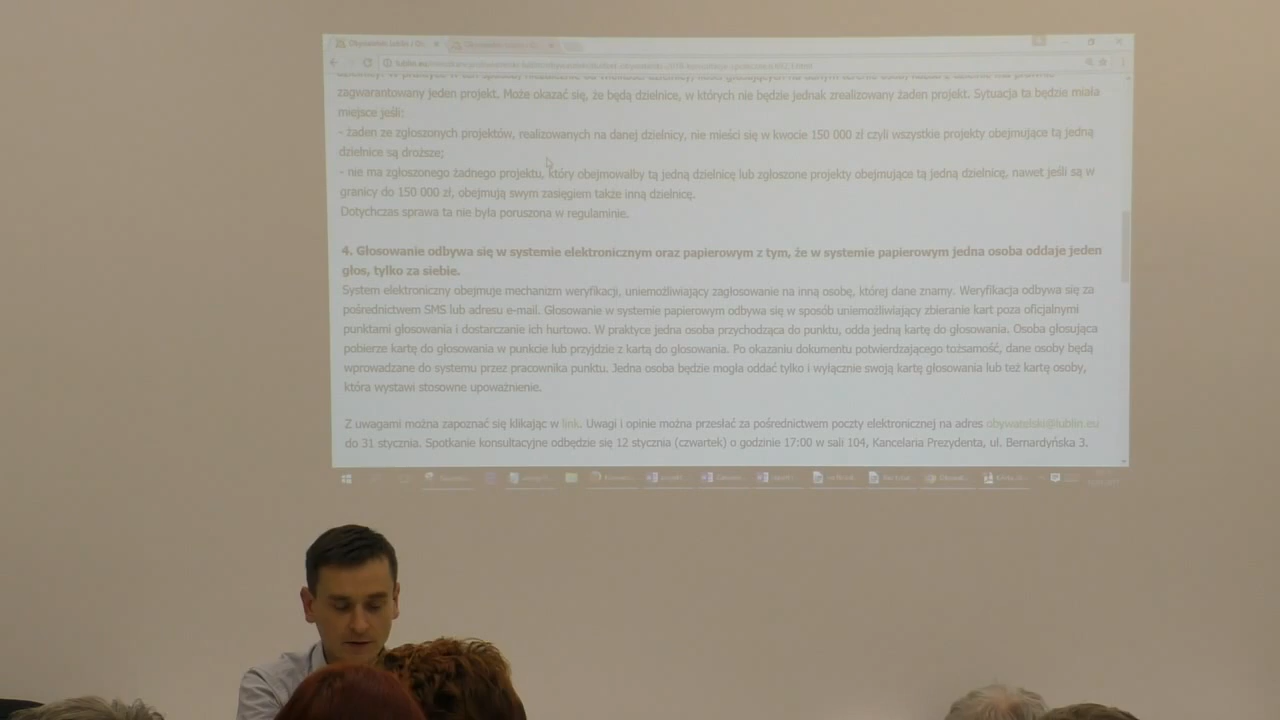 Obywatelski Lublin / Bu
Obywatelski Lublin / Bu
zagwarantowany jeden projekt. Może okazać się, że będą dzielnice, w których nie będzie jednak zrealizowany żaden projekt. Sytuacja ta będzie miała
miejsce jeśli:
- żaden ze zgłoszonych projektów, realizowanych na danej dzielnicy, nie mieści się w kwocie 150 000 zł czyli wszystkie projekty obejmujące tą jedną
dzielnice są droższe;
- nie ma zgłoszonego żadnego projektu, który obejmowałby tą jedną dzielnicę lub zgłoszone projekty obejmujące tą jedną dzielnicę, nawet jeśli są w
granicy do 150 000 zł, obejmują swym zasięgiem także inną dzielnicę.
Dotychczas sprawa ta nie była poruszona w regulaminie.
4. Głosowanie odbywa się w systemie elektronicznym oraz papierowym z tym, że w systemie papierowym jedna osoba oddaje jeden
głos, tylko za siebie.
System elektroniczny obejmuje mechanizm weryfikacji, uniemożliwiający zagłosowanie na inną osobę, której dane znamy. Weryfikacja odbywa się za
pośrednictwem SMS lub adresu e-mail. Głosowanie w systemie papierowym odbywa się w sposób uniemożliwiający zbieranie kart poza oficjalnymi
punktami głosowania i dostarczanie ich hurtowo. W praktyce jedna osoba przychodząca do punktu, odda jedną kartę do głosowania. Osoba głosująca
pobierze kartę do głosowania w punkcie lub przyjdzie z kartą do głosowania. Po okazaniu dokumentu potwierdzającego tożsamość, dane osoby będą
wprowadzane do systemu przez pracownika punktu. Jedna osoba będzie mogła oddać tylko i wyłącznie swoją kartę głosowania lub też kartę osoby,
która wystawi stosowne upoważnienie.
Z uwagami można zapoznać się klikając w link. Uwagi i opinie można przesłać za pośrednictwem poczty elektronicznej na adres obywatelski@lublin.eu
do 31 stycznia. Spotkanie konsultacyjne odbędzie się 12 stycznia (czwartek) o godzinie 17:00 w sali 104, Kancelaria Prezydenta, ul. Bernardyńska 3.